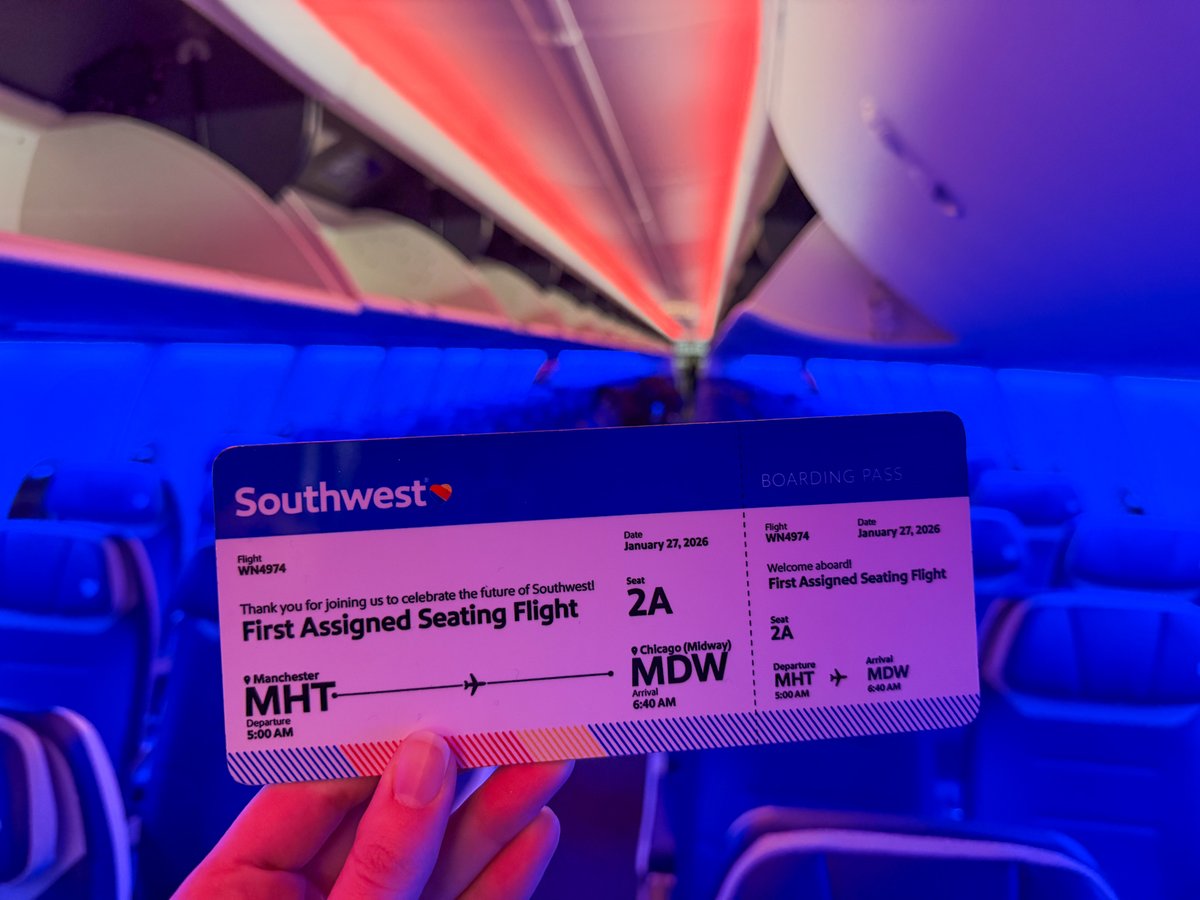 Southwest
BOARDING PASS
Flight
WN4974
Date
January 27, 2026
Thank you for joining us to celebrate the future of Southwest!
First Assigned Seating Flight
Seat
2A
Manchester
MHT
Departure
5:00 AM
Chicago (Midway)
MDW
Arrival
6:40 AM
Flight
WN4974
Date
January 27, 2026
Welcome aboard!
First Assigned Seating Flight
Seat
2A
Departure
MHT
5:00 AM
Arrival
MDW
6:40 AM